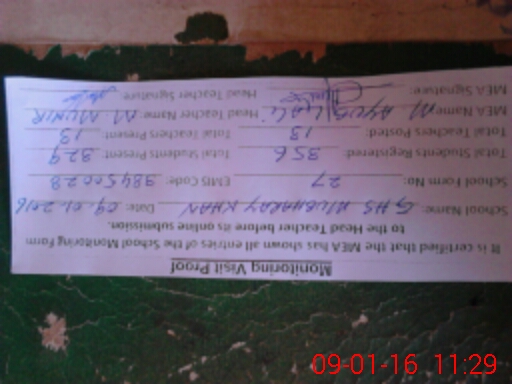 Monitoring Visit Proof
It is certified that the MEA has shown all entries of the School Monitoring Form
to the Head Teacher before its online submission.
School Name: GHS MUBHARAY KHAN Date: 09.01.2016
School Form No: 27 EMIS Code: 38450028
Total Students Registered: 356 Total Students Present: 329
Total Teachers Posted: 13 Total Teachers Present: 13
MEA Name: M Head Teacher Name: M MUNIR
MEA Signature: Head Teacher Signature:
09-01-16 11:29